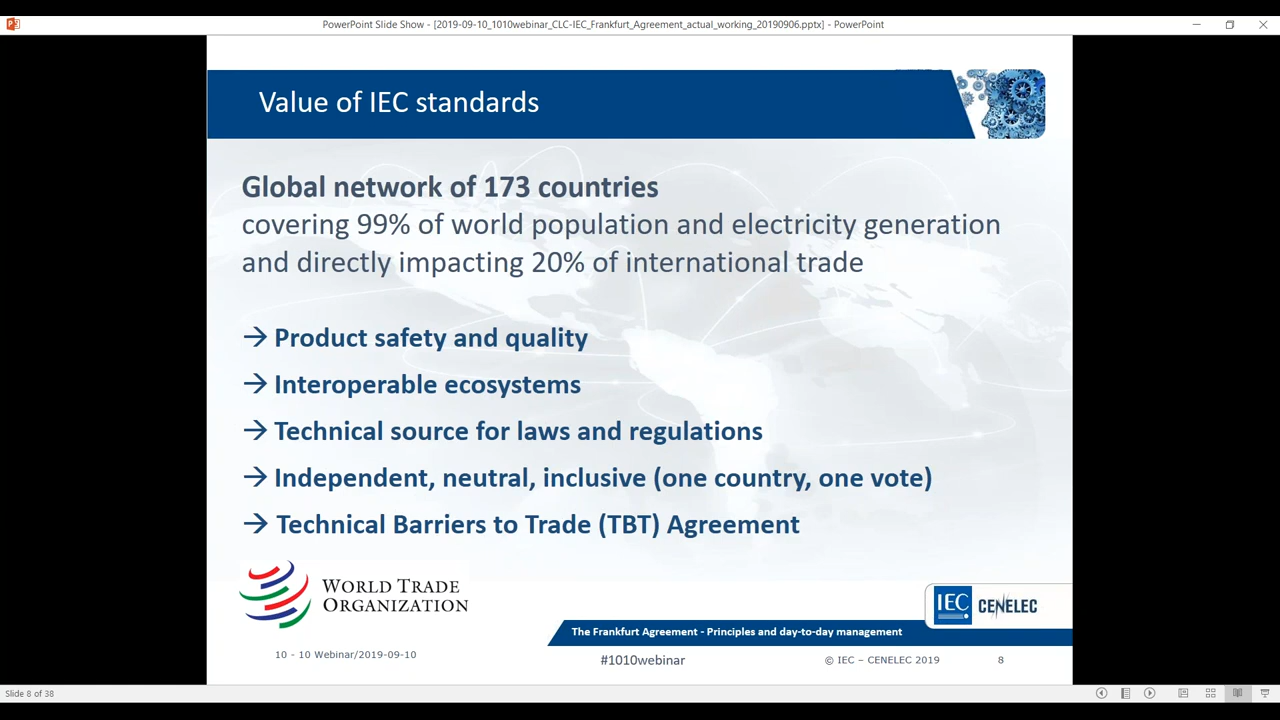 PowerPoint Slide Show - [2019-09-10_1010webinar_CLC-IEC_Frankfurt_Agreement_actual_working_20190906.pptx] - PowerPoint
Value of IEC standards
Global network of 173 countries
covering 99% of world population and electricity generation
and directly impacting 20% of international trade
→ Product safety and quality
→ Interoperable ecosystems
→ Technical source for laws and regulations
→ Independent, neutral, inclusive (one country, one vote)
→ Technical Barriers to Trade (TBT) Agreement
WORLD TRADE
ORGANIZATION
IEC CENELEC
The Frankfurt Agreement - Principles and day-to-day management
10 - 10 Webinar/2019-09-10
#1010webinar
© IEC – CENELEC 2019
8
Slide 8 of 38